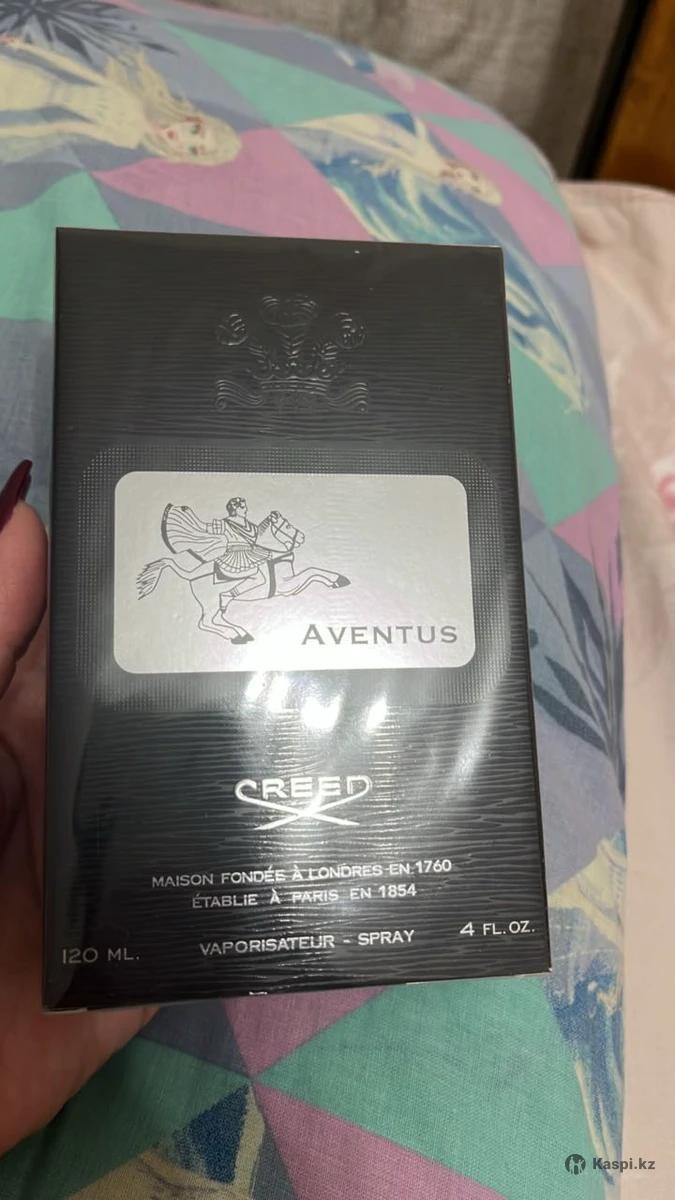 AVENTUS
CREED
MAISON FONDÉE À LONDRES EN 1760
ÉTABLIE À PARIS EN 1854
120 ML.
VAPORISATEUR - SPRAY
4 FL. OZ.
Kaspi.kz